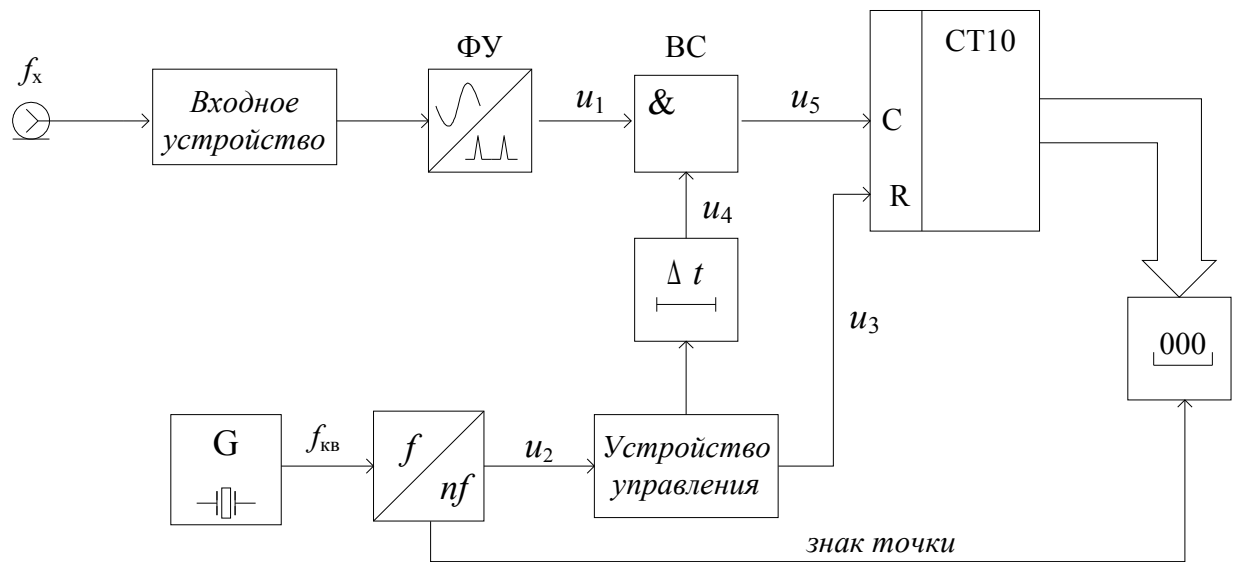 fₓ
Входное
устройство
ФУ
u₁
ВС
&
u₅
СТ10
C
R
u₄
Δ t
u₃
000
G
fкв
f
nf
u₂
Устройство
управления
знак точки